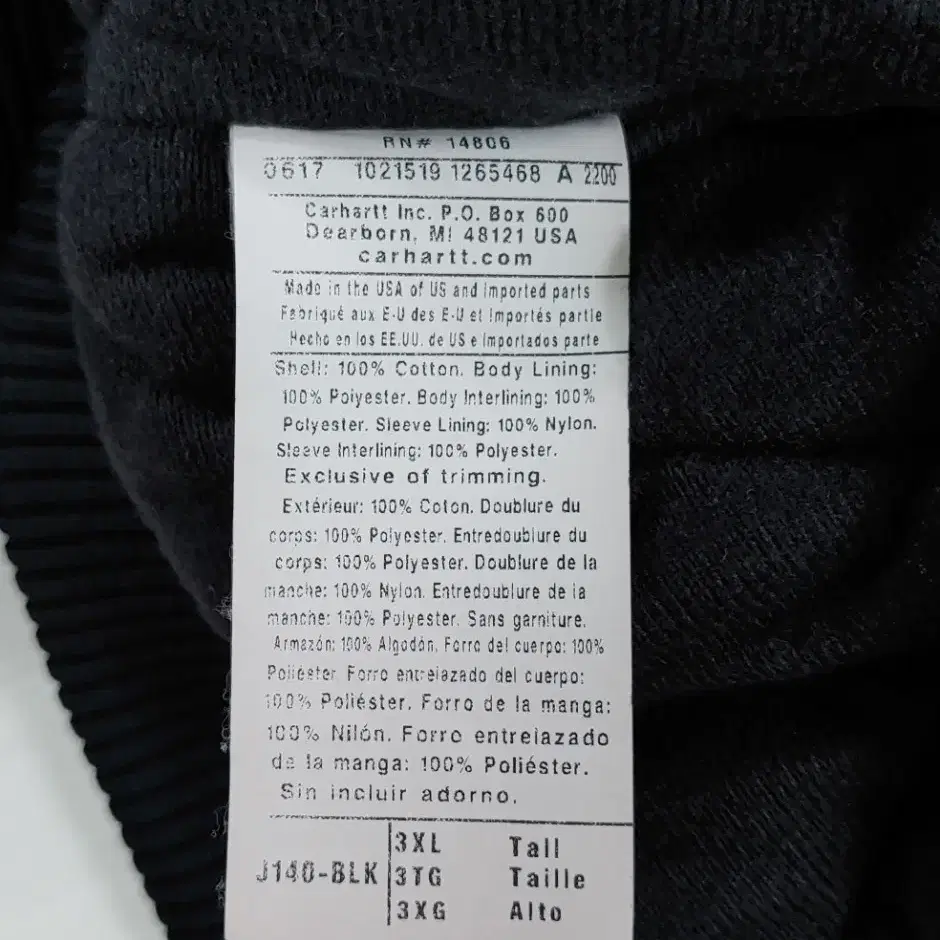 RN# 14806
0617 1021519 1265468 A 2200
Carhartt Inc. P.O. Box 600
Dearborn, MI 48121 USA
carhartt.com
Made in the USA of US and imported parts
Fabriqué aux E-U des E-U et importés partie
Hecho en los EE.UU. de US e importados parte
Shell: 100% Cotton. Body Lining:
100% Polyester. Body Interlining: 100%
Polyester. Sleeve Lining: 100% Nylon.
Sleeve Interlining: 100% Polyester.
Exclusive of trimming.
Extérieur: 100% Coton. Doublure du
corps: 100% Polyester. Entredoublure du
corps: 100% Polyester. Doublure de la
manche: 100% Nylon. Entredoublure de la
manche: 100% Polyester. Sans garniture.
Armazón: 100% Algodón. Forro del cuerpo: 100%
Poliéster. Forro entrelazado del cuerpo:
100% Poliéster. Forro de la manga:
100% Nilón. Forro entrelazado
de la manga: 100% Poliéster.
Sin incluir adorno.
J140-BLK
3XL Tall
3TG Taille
3XG Alto